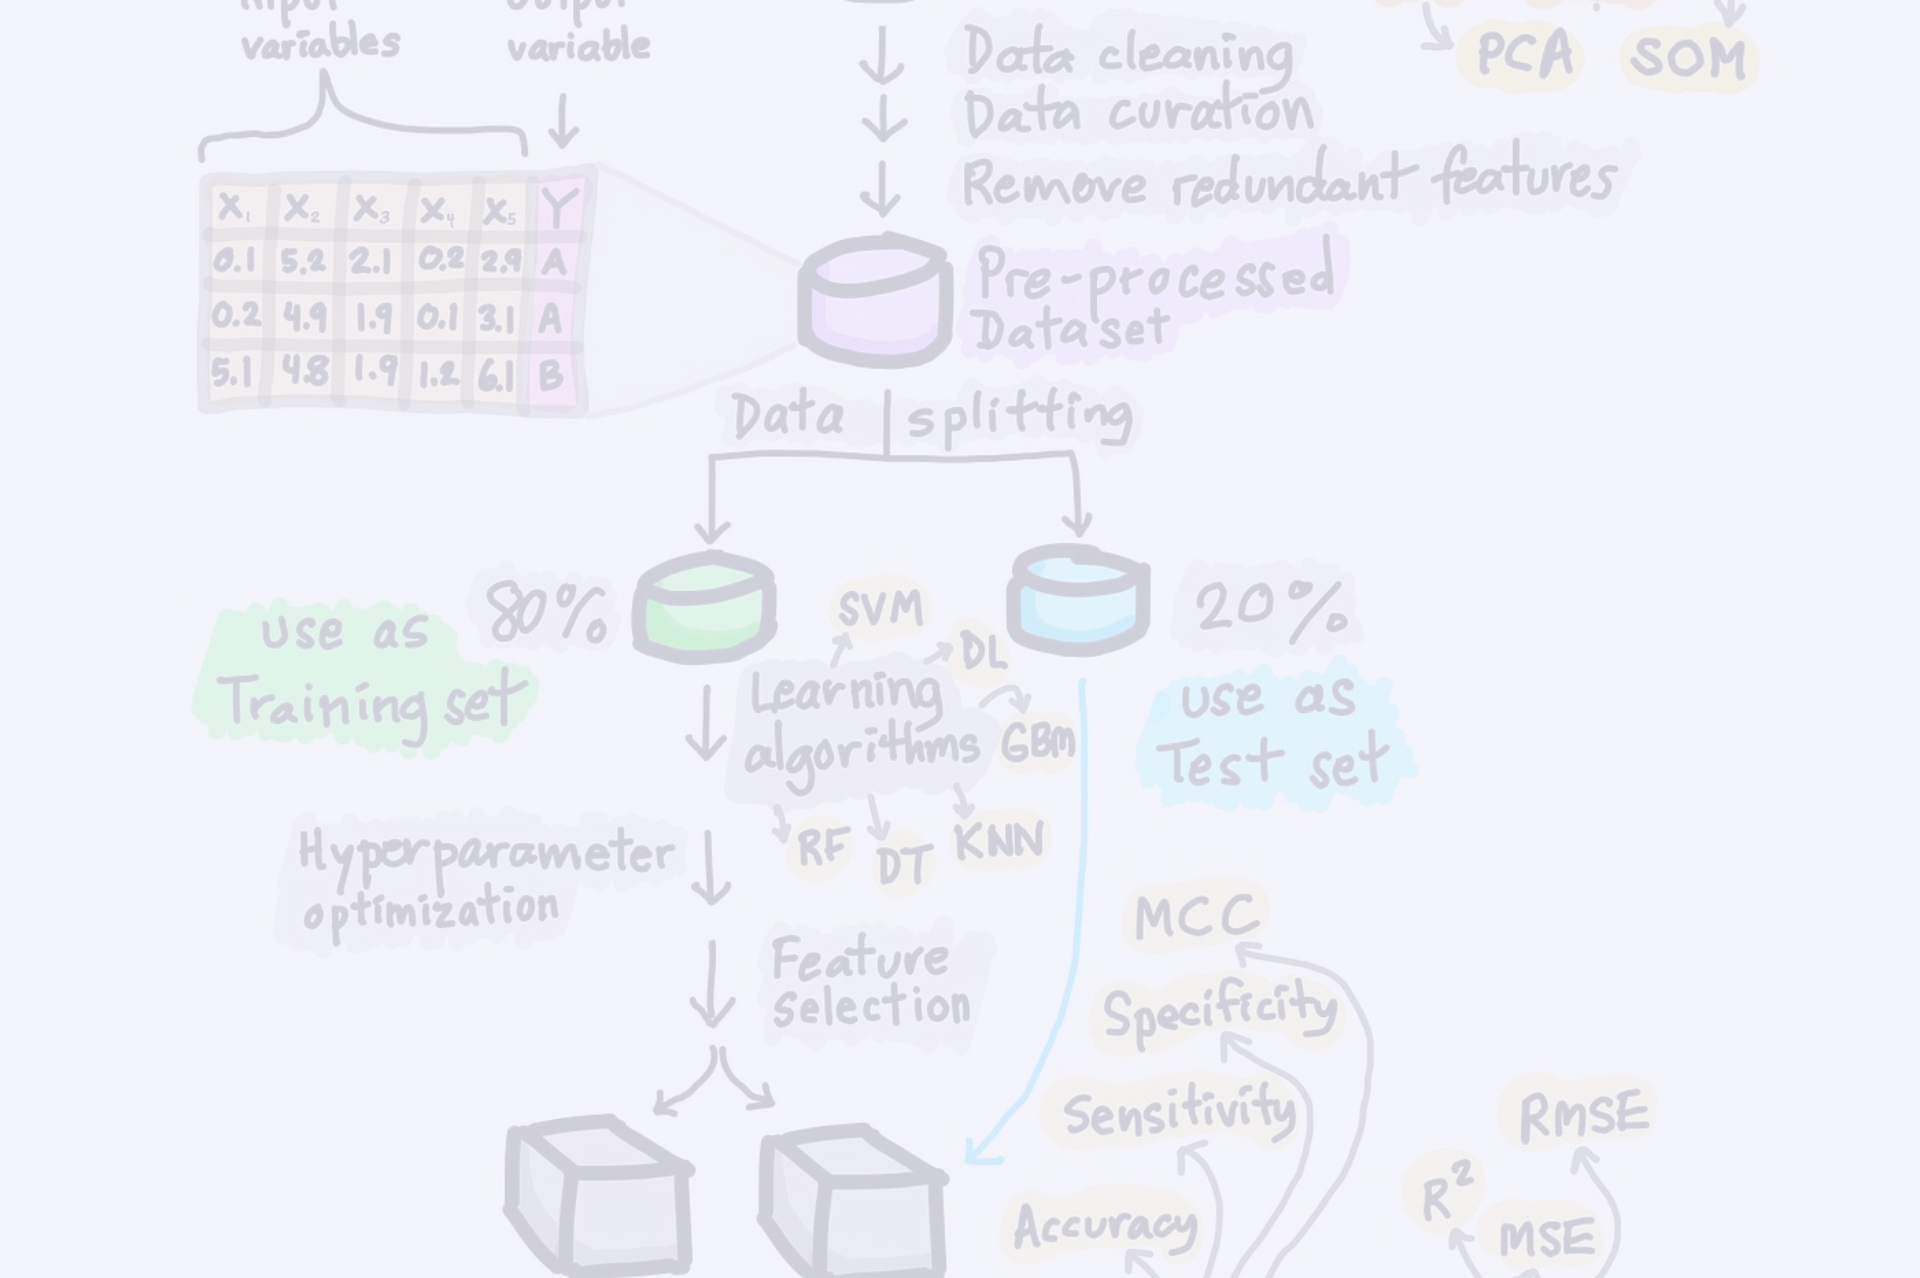 variables
variable
Data cleaning
Data curation
Remove redundant features
PCA
SOM
X1 X2 X3 X4 X5 Y
0.1 5.2 2.1 0.2 2.9 A
0.2 4.9 1.9 0.1 3.1 A
5.1 4.8 1.9 1.2 6.1 B
Pre-processed
Dataset
Data splitting
80%
use as
Training set
20%
use as
Test set
Learning
algorithms
SVM
DL
GBM
KNN
DT
RF
Hyperparameter
optimization
Feature
selection
MCC
Specificity
Sensitivity
Accuracy
RMSE
R²
MSE